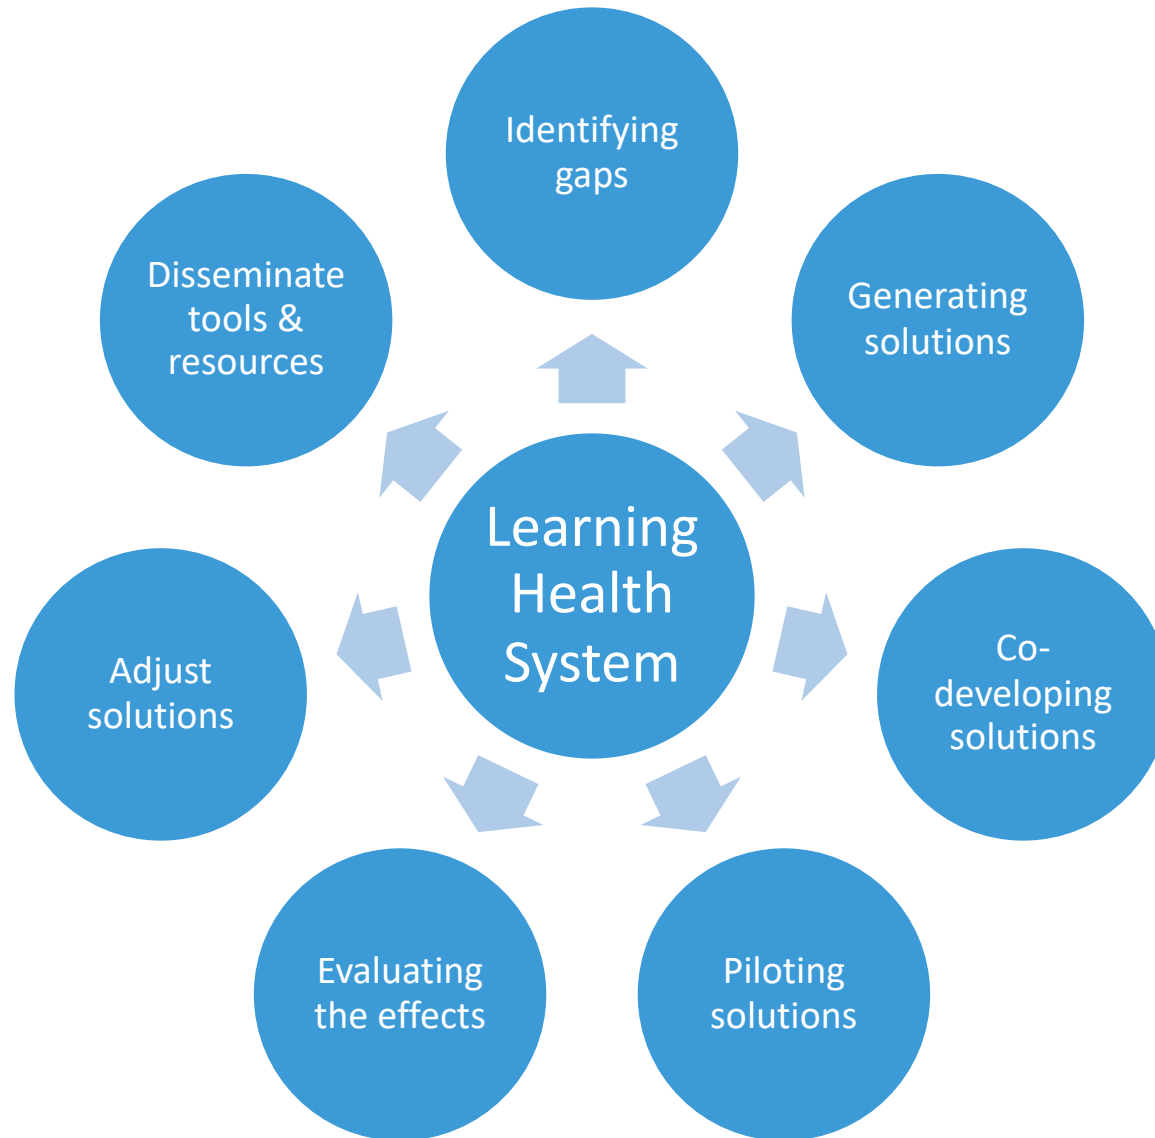 Identifying
gaps
Generating
solutions
Co-
developing
solutions
Piloting
solutions
Evaluating
the effects
Adjust
solutions
Disseminate
tools &
resources
Learning
Health
System